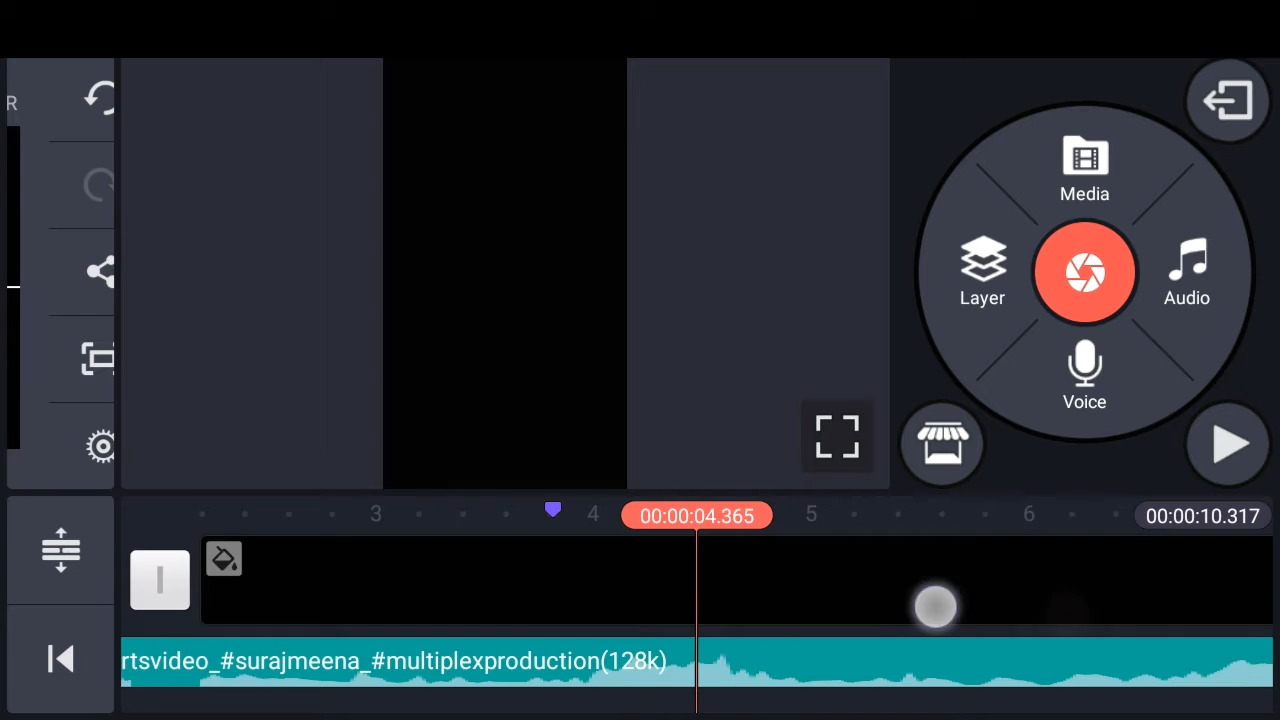 R
Media
Layer
Audio
Voice
3
4
00:00:04.365
5
6
00:00:10.317
rtsvideo_#surajmeena_#multiplexproduction(128k)